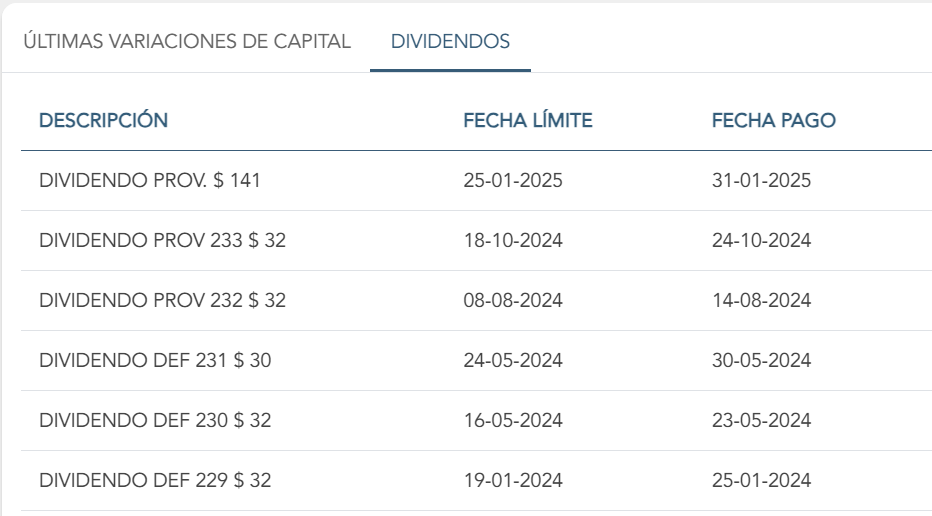 ÚLTIMAS VARIACIONES DE CAPITAL DIVIDENDOS
DESCRIPCIÓN FECHA LÍMITE FECHA PAGO
DIVIDENDO PROV. $ 141 25-01-2025 31-01-2025
DIVIDENDO PROV 233 $ 32 18-10-2024 24-10-2024
DIVIDENDO PROV 232 $ 32 08-08-2024 14-08-2024
DIVIDENDO DEF 231 $ 30 24-05-2024 30-05-2024
DIVIDENDO DEF 230 $ 32 16-05-2024 23-05-2024
DIVIDENDO DEF 229 $ 32 19-01-2024 25-01-2024